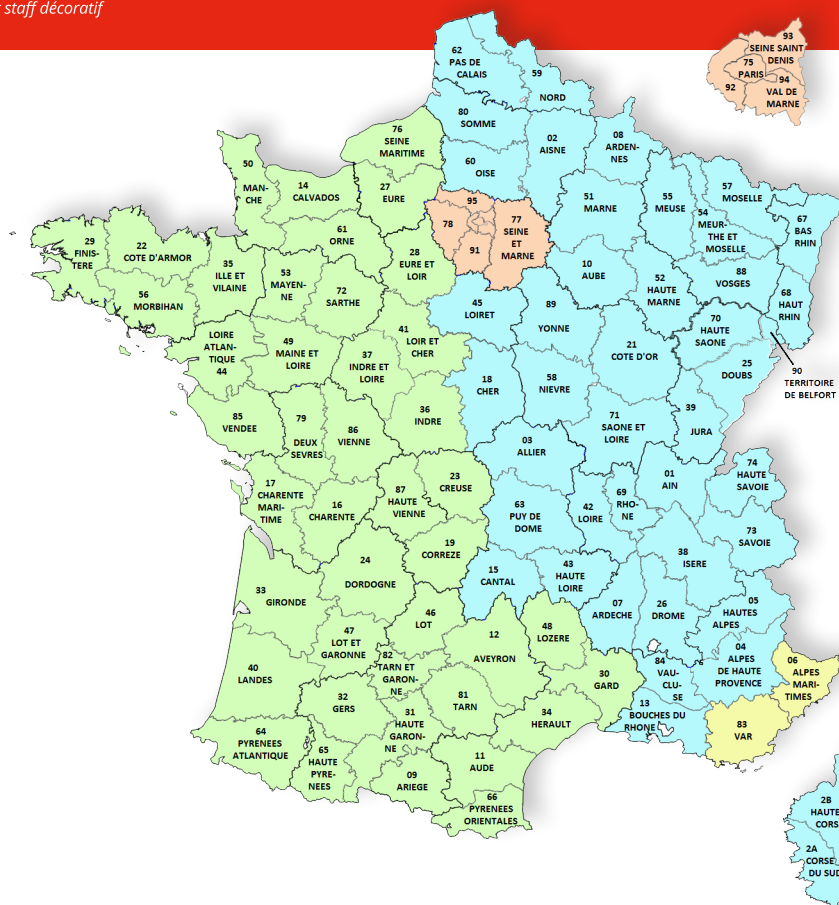 staff décoratif
93
SEINE SAINT
DENIS
75
PARIS
92
94
VAL DE
MARNE
62
PAS DE
CALAIS
59
NORD
80
SOMME
02
AISNE
08
ARDEN-
NES
76
SEINE
MARITIME
60
OISE
50
MAN-
CHE
14
CALVADOS
27
EURE
95
78
91
77
SEINE
ET
MARNE
51
MARNE
55
MEUSE
57
MOSELLE
54
MEUR-
THE ET
MOSELLE
67
BAS
RHIN
61
ORNE
29
FINIS-
TERE
22
COTE D'ARMOR
35
ILLE ET
VILAINE
53
MAYEN-
NE
28
EURE ET
LOIR
10
AUBE
52
HAUTE
MARNE
88
VOSGES
68
HAUT
RHIN
56
MORBIHAN
72
SARTHE
45
LOIRET
89
YONNE
70
HAUTE
SAONE
LOIRE
ATLAN-
TIQUE
44
49
MAINE ET
LOIRE
37
INDRE ET
LOIRE
41
LOIR ET
CHER
18
CHER
58
NIEVRE
21
COTE D'OR
25
DOUBS
90
TERRITOIRE
DE BELFORT
85
VENDEE
79
DEUX
SEVRES
86
VIENNE
36
INDRE
71
SAONE ET
LOIRE
39
JURA
03
ALLIER
17
CHARENTE
MARI-
TIME
16
CHARENTE
87
HAUTE
VIENNE
23
CREUSE
63
PUY DE
DOME
42
LOIRE
69
RHO-
NE
01
AIN
74
HAUTE
SAVOIE
73
SAVOIE
19
CORREZE
24
DORDOGNE
15
CANTAL
43
HAUTE
LOIRE
38
ISERE
33
GIRONDE
46
LOT
48
LOZERE
07
ARDECHE
26
DROME
05
HAUTES
ALPES
47
LOT ET
GARONNE
82
TARN ET
GARON-
NE
12
AVEYRON
30
GARD
84
VAU-
CLU-
SE
04
ALPES
DE HAUTE
PROVENCE
06
ALPES
MARI-
TIMES
40
LANDES
32
GERS
81
TARN
34
HERAULT
13
BOUCHES DU
RHONE
83
VAR
64
PYRENEES
ATLANTIQUE
65
HAUTE
PYRE-
NEES
31
HAUTE
GARON-
NE
09
ARIEGE
11
AUDE
66
PYRENEES
ORIENTALES
2B
HAUTE
CORS
2A
CORSE
DU SUD